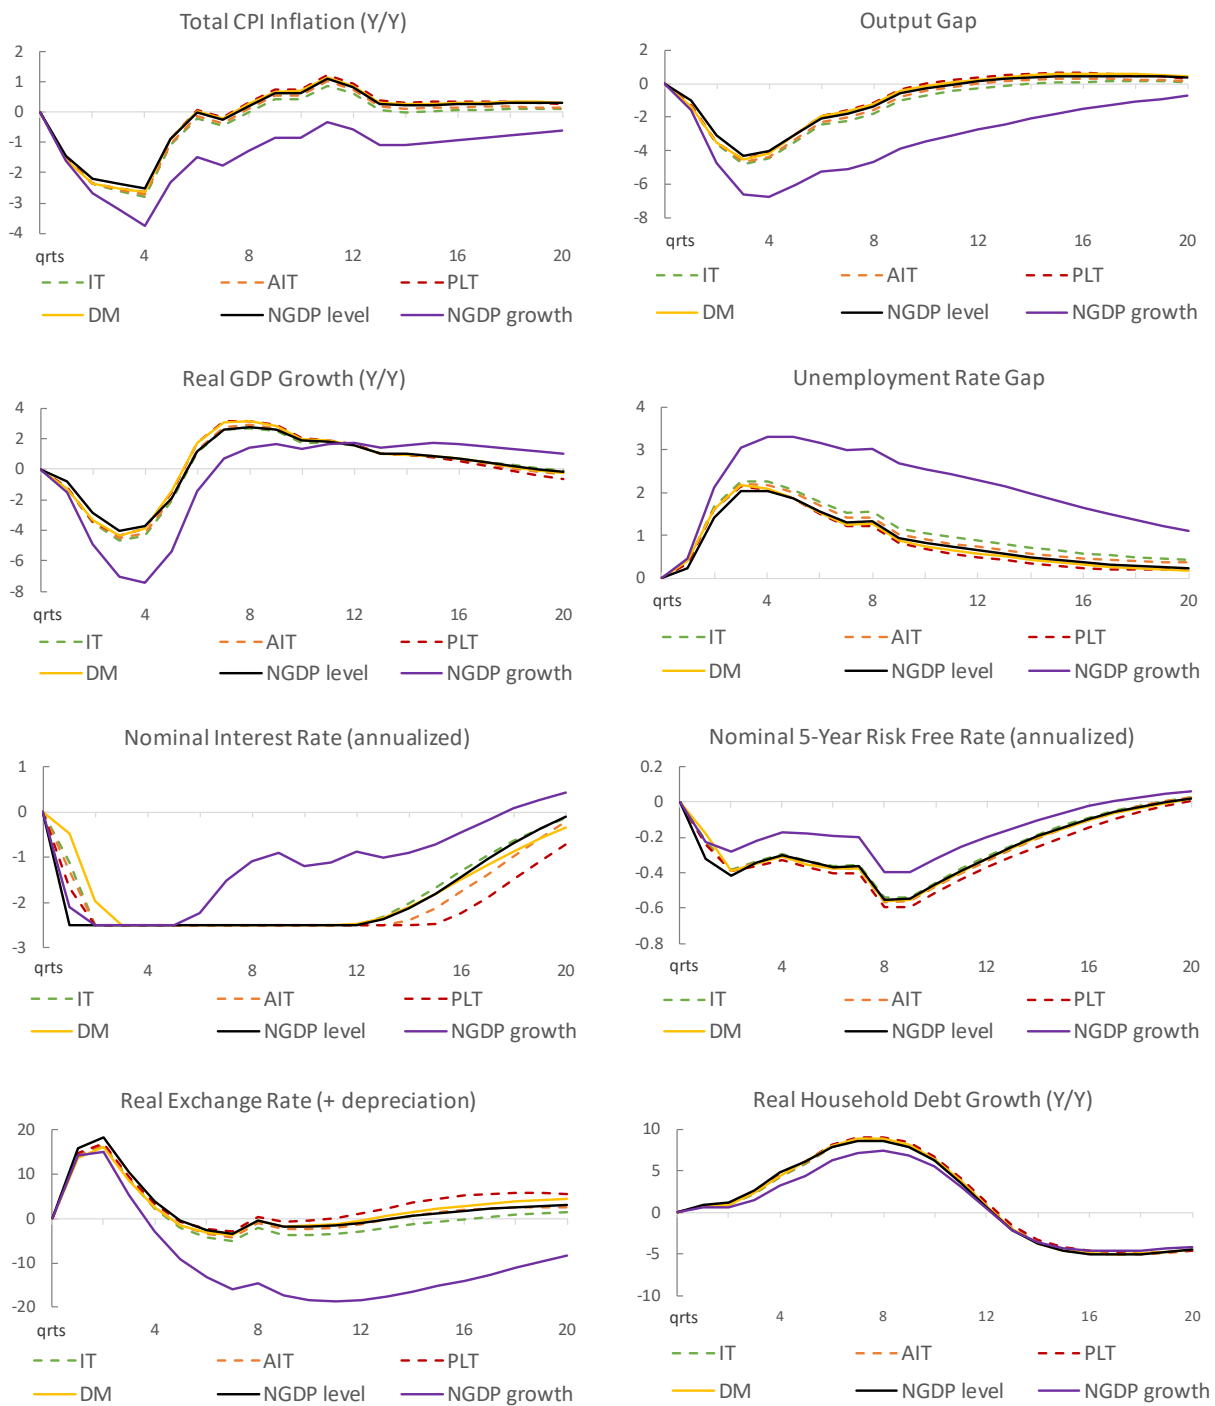 Total CPI Inflation (Y/Y)
2
1
0
-1
-2
-3
-4
qrts 4 8 12 16 20
IT AIT PLT
DM NGDP level NGDP growth
Output Gap
2
0
-2
-4
-6
-8
qrts 4 8 12 16 20
IT AIT PLT
DM NGDP level NGDP growth
Real GDP Growth (Y/Y)
4
2
0
-2
-4
-6
-8
qrts 4 8 12 16 20
IT AIT PLT
DM NGDP level NGDP growth
Unemployment Rate Gap
4
3
2
1
0
qrts 4 8 12 16 20
IT AIT PLT
DM NGDP level NGDP growth
Nominal Interest Rate (annualized)
1
0
-1
-2
-3
qrts 4 8 12 16 20
IT AIT PLT
DM NGDP level NGDP growth
Nominal 5-Year Risk Free Rate (annualized)
0.2
0
-0.2
-0.4
-0.6
-0.8
qrts 4 8 12 16 20
IT AIT PLT
DM NGDP level NGDP growth
Real Exchange Rate (+ depreciation)
20
10
0
-10
-20
qrts 4 8 12 16 20
IT AIT PLT
DM NGDP level NGDP growth
Real Household Debt Growth (Y/Y)
10
5
0
-5
-10
qrts 4 8 12 16 20
IT AIT PLT
DM NGDP level NGDP growth